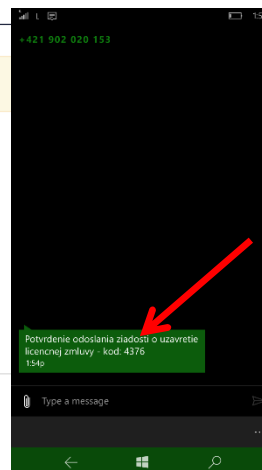 +421 902 020 153
Potvrdenie odoslania ziadosti o uzavretie
licencnej zmluvy - kod: 4376
1:54p
Type a message